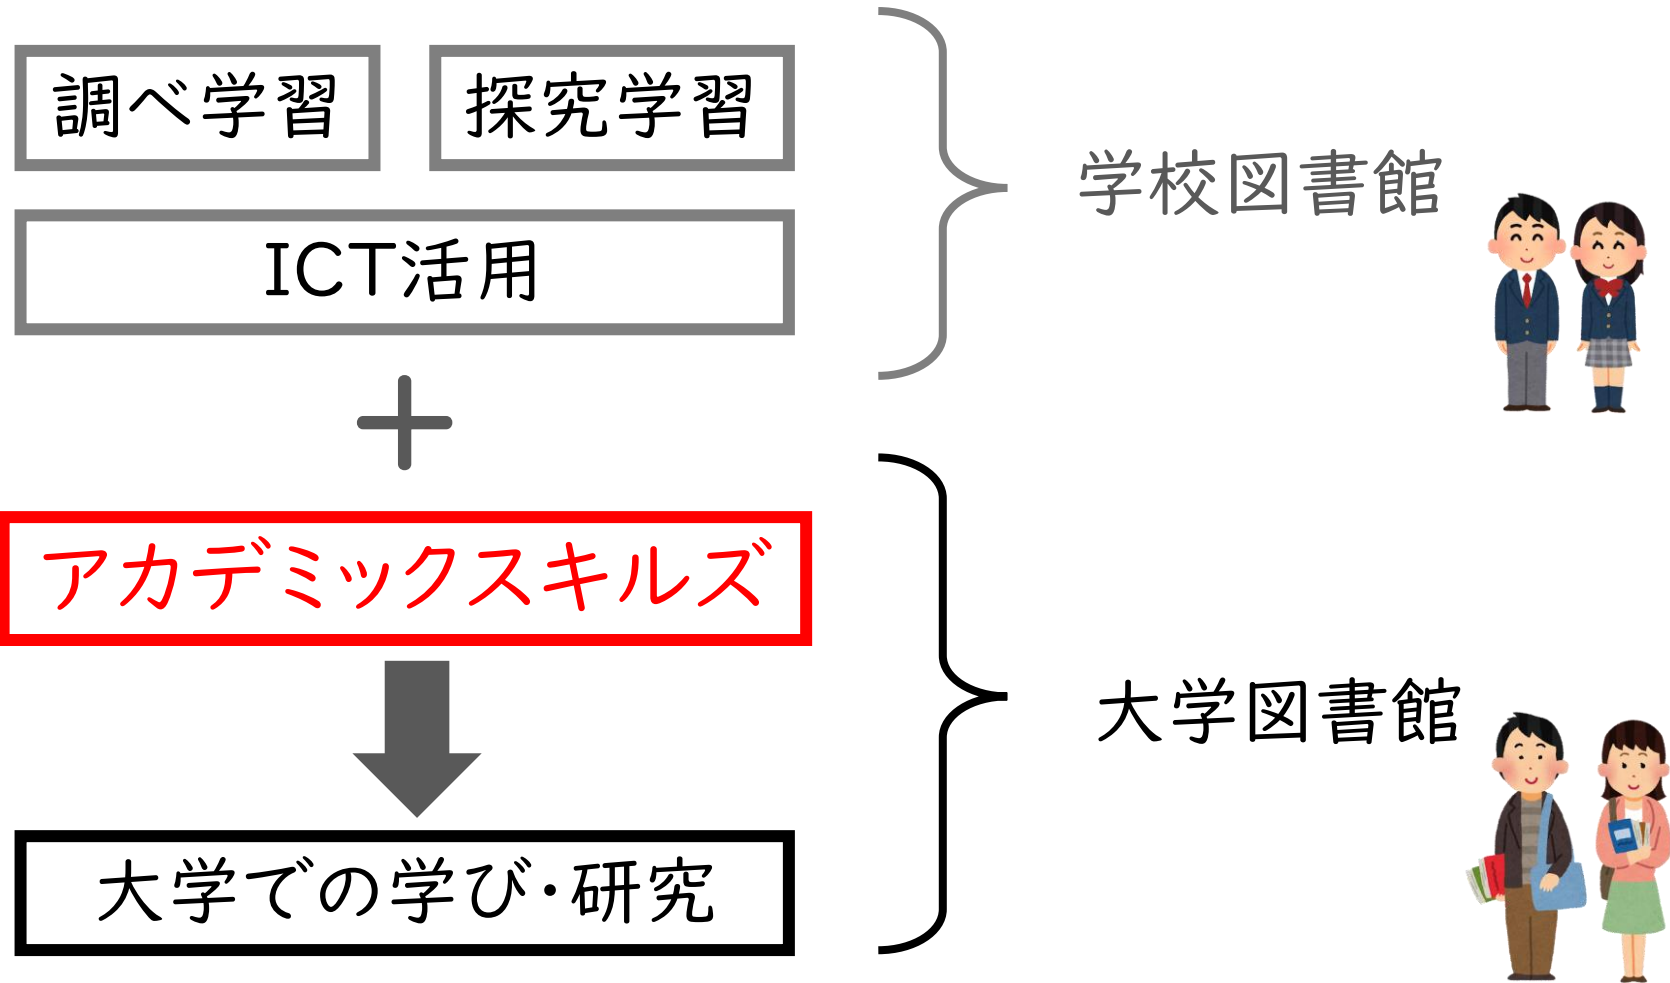 調べ学習
探究学習
ICT活用
学校図書館
+
アカデミックスキルズ
大学図書館
大学での学び・研究